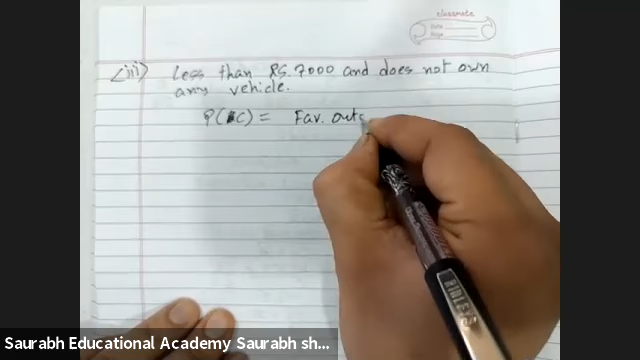 classmate
Date
Page
<iii> Less than RS. 7000 and does not own
any vehicle.
P(C) = Fav. outc
Saurabh Educational Academy Saurabh sh...